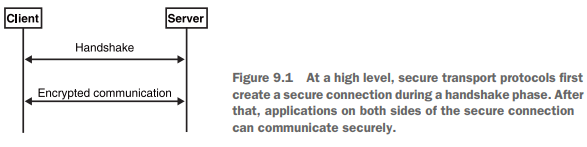 Client
Server
Handshake
Encrypted communication
Figure 9.1 At a high level, secure transport protocols first
create a secure connection during a handshake phase. After
that, applications on both sides of the secure connection
can communicate securely.